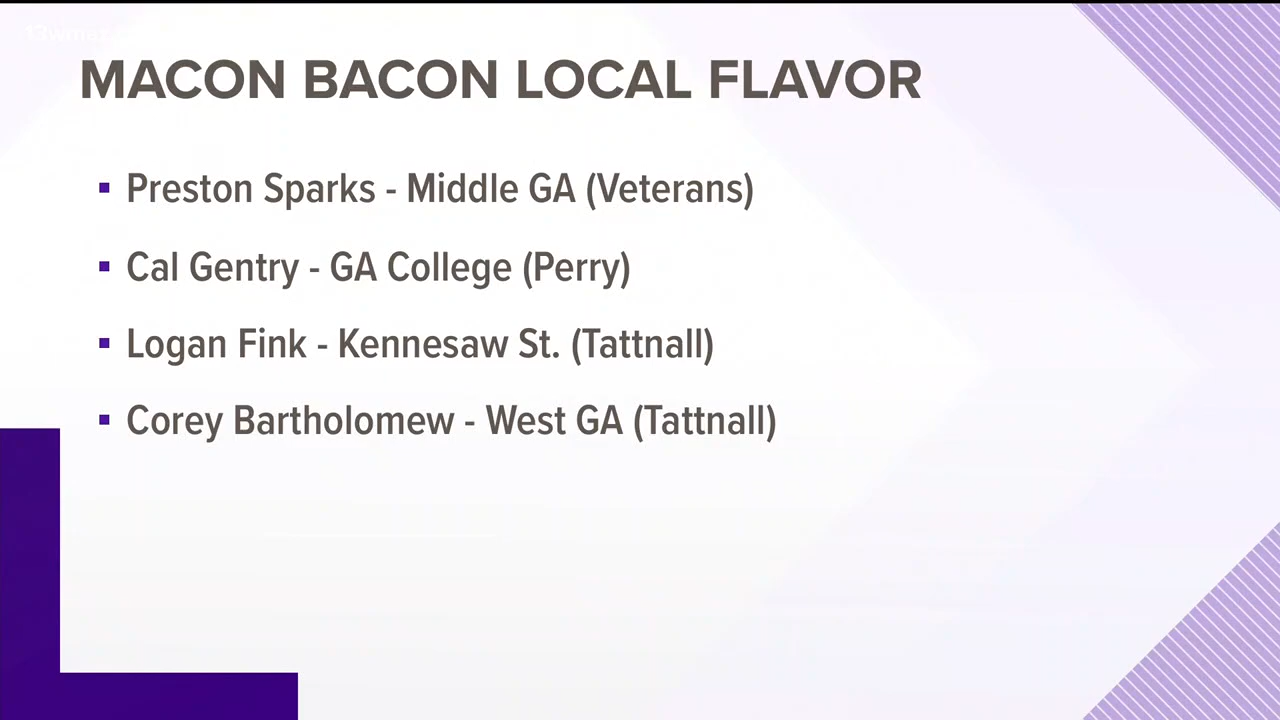 13wmaz
MACON BACON LOCAL FLAVOR
Preston Sparks - Middle GA (Veterans)
Cal Gentry - GA College (Perry)
Logan Fink - Kennesaw St. (Tattnall)
Corey Bartholomew - West GA (Tattnall)